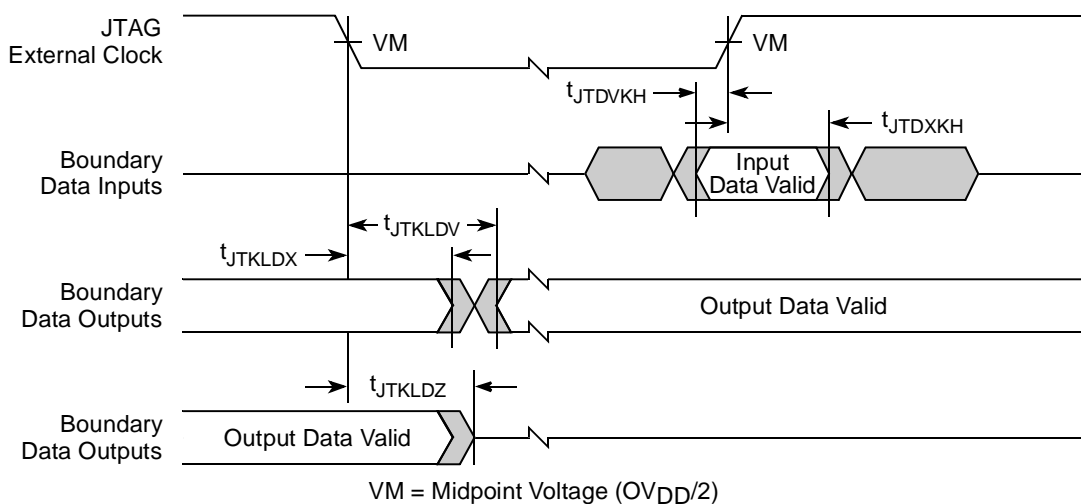 JTAG
External Clock
VM
VM
tJTDVKH
tJTDXKH
Boundary
Data Inputs
Input
Data Valid
tJTKLDV
tJTKLDX
Boundary
Data Outputs
Output Data Valid
tJTKLDZ
Boundary
Data Outputs
Output Data Valid
VM = Midpoint Voltage (OVDD/2)